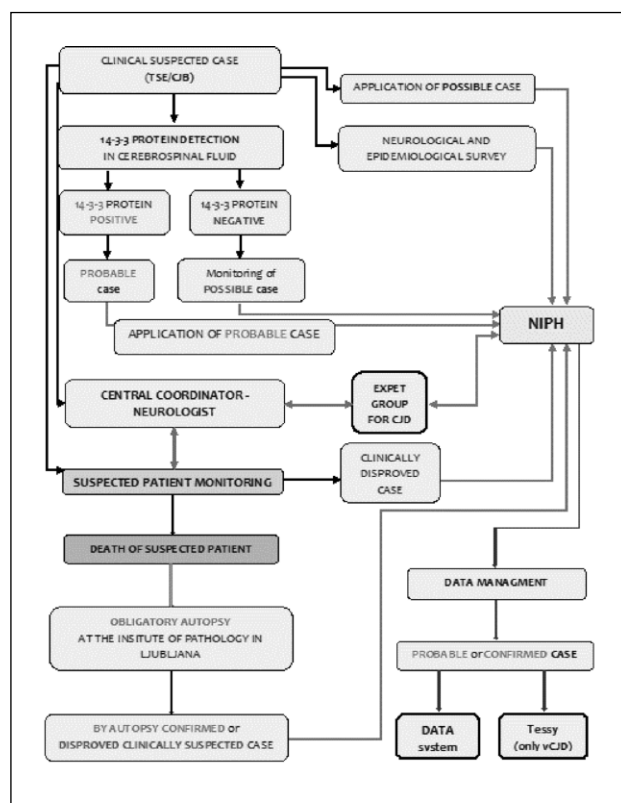 CLINICAL SUSPECTED CASE
(TSE/CJB)
APPLICATION OF POSSIBLE CASE
14-3-3 PROTEIN DETECTION
IN CEREBROSPINAL FLUID
NEUROLOGICAL AND
EPIDEMIOLOGICAL SURVEY
14-3-3 PROTEIN
POSITIVE
14-3-3 PROTEIN
NEGATIVE
PROBABLE
case
Monitoring of
POSSIBLE case
NIPH
APPLICATION OF PROBABLE CASE
CENTRAL COORDINATOR -
NEUROLOGIST
EXPET
GROUP
FOR CJD
CLINICALLY
DISPROVED
CASE
SUSPECTED PATIENT MONITORING
DEATH OF SUSPECTED PATIENT
DATA MANAGMENT
OBLIGATORY AUTOPSY
AT THE INSITUTE OF PATHOLOGY IN
LJUBLJANA
PROBABLE or CONFIRMED CASE
BY AUTOPSY CONFIRMED or
DISPROVED CLINICALLY SUSPECTED CASE
DATA
system
Tessy
(only vCJD)